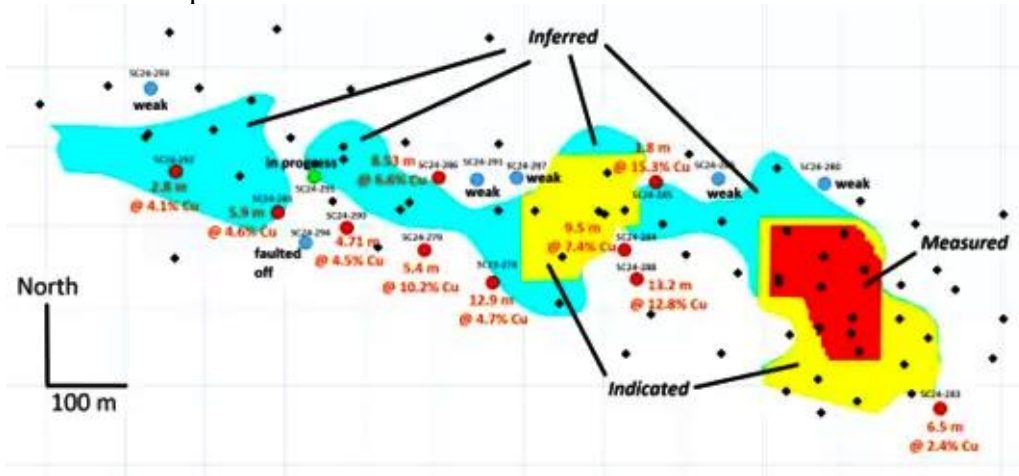 Inferred
SC24-293
weak
1.8 m
@ 15.3% Cu
SC24-292
in progress
8.53 m
@ 6.6% Cu
SC24-286
SC24-291
SC24-297
weak
weak
weak
SC24-280
weak
SC24-295
SC24-285
2.8 m
@ 4.1% Cu
5.9 m
@ 4.6% Cu
SC24-290
SC24-294
faulted
off
4.71 m
@ 4.5% Cu
SC24-279
5.4 m
@ 10.2% Cu
9.5 m
@ 7.4% Cu
SC24-284
SC24-288
13.2 m
@ 12.8% Cu
12.9 m
@ 4.7% Cu
Measured
North
100 m
Indicated
SC24-283
6.5 m
@ 2.4% Cu